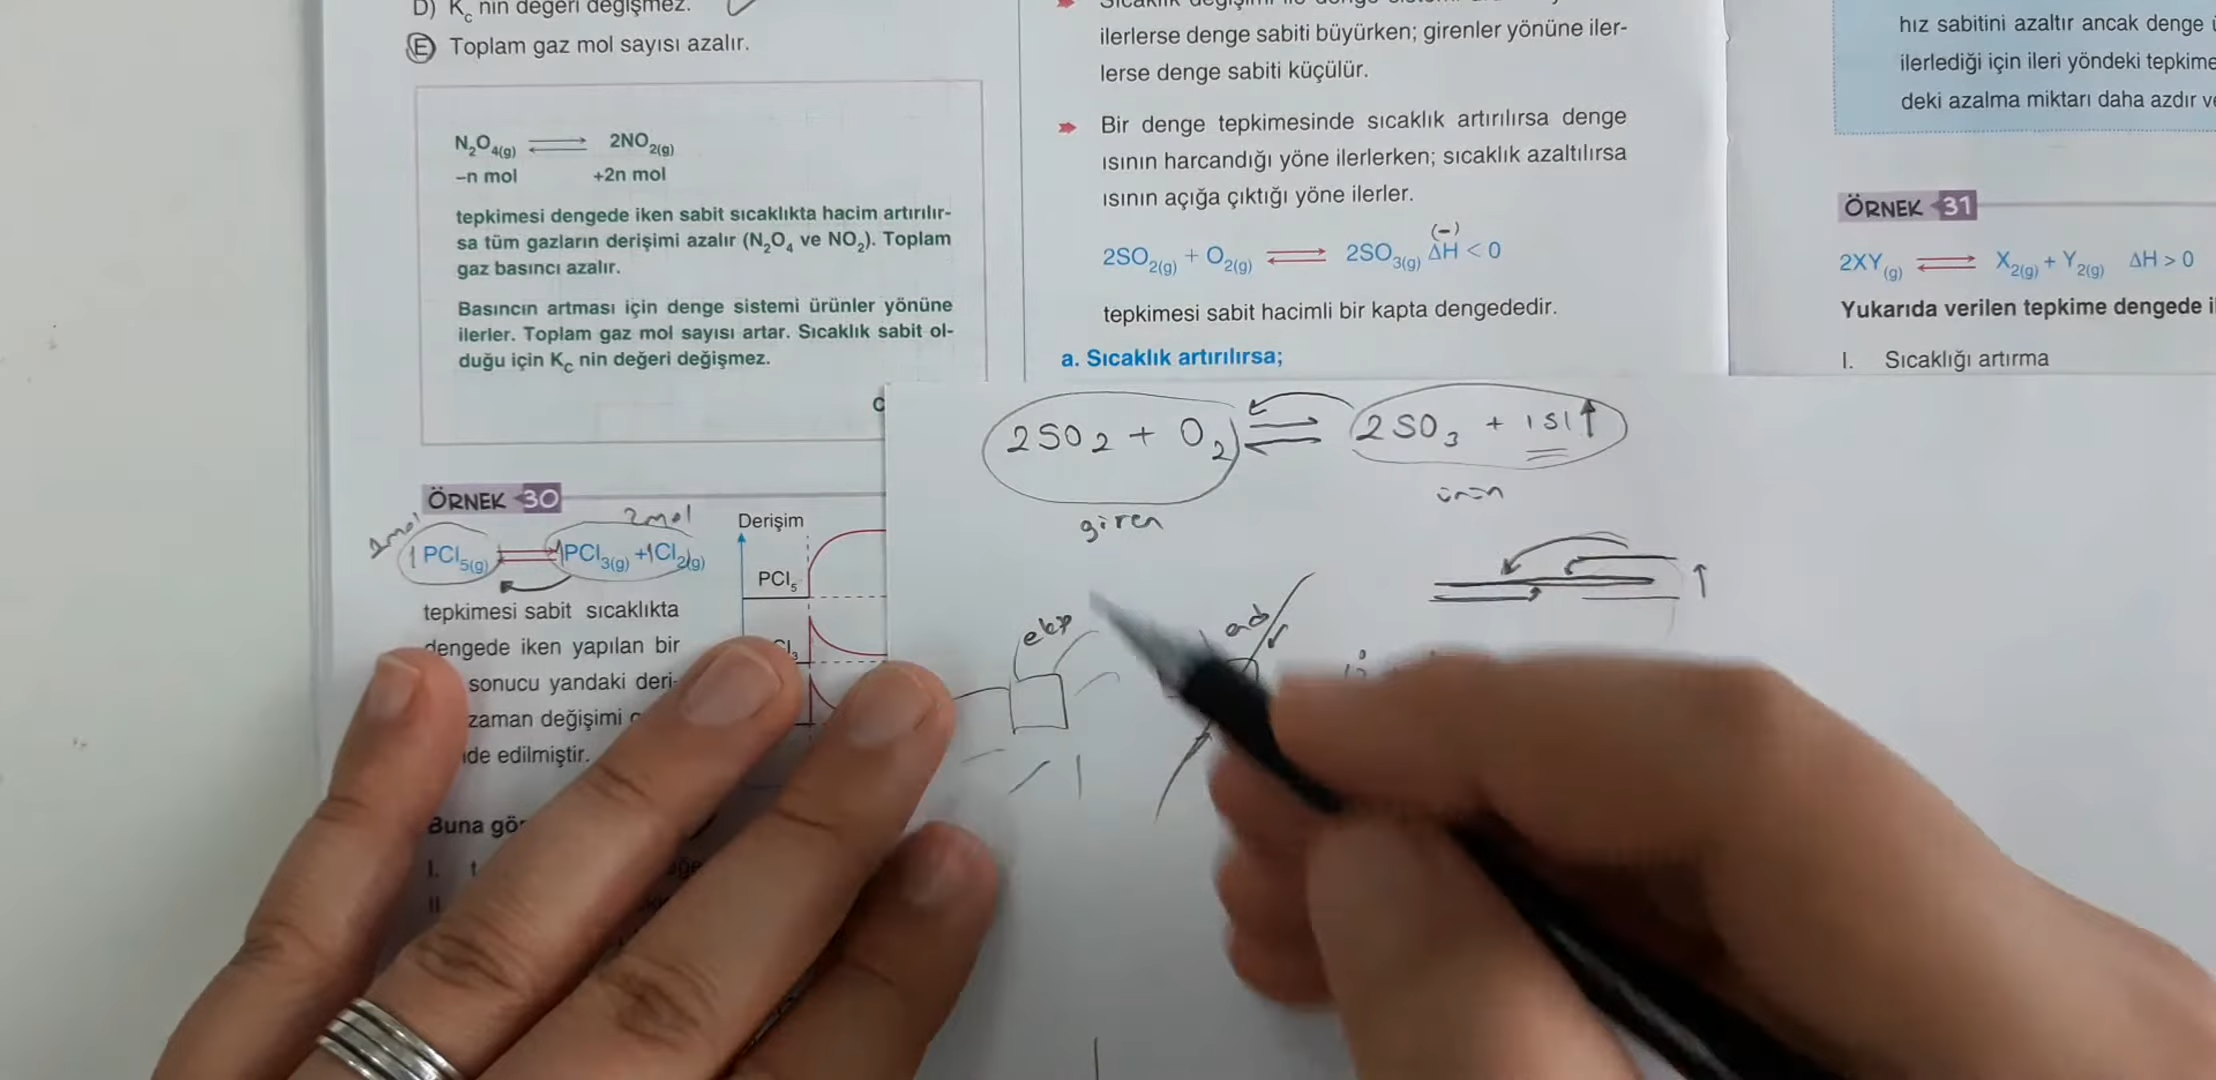 D) Kc nin değeri değişmez.
E) Toplam gaz mol sayısı azalır.
N2O4(g) ⇌ 2NO2(g)
–n mol +2n mol
tepkimesi dengede iken sabit sıcaklıkta hacim artırılır-
sa tüm gazların derişimi azalır (N2O4 ve NO2). Toplam
gaz basıncı azalır.
Basıncın artması için denge sistemi ürünler yönüne
ilerler. Toplam gaz mol sayısı artar. Sıcaklık sabit ol-
duğu için Kc nin değeri değişmez.
ÖRNEK 30
2mol
1 PCl5(g) ⇌ 1PCl3(g) + 1Cl2(g)
tepkimesi sabit sıcaklıkta
dengede iken yapılan bir
sonucu yandaki deri-
zaman değişimi
de edilmiştir.
Buna gör
I.
II
Derişim
PCl5
ilerlerse denge sabiti büyürken; girenler yönüne iler-
lerse denge sabiti küçülür.
Bir denge tepkimesinde sıcaklık artırılırsa denge
ısının harcandığı yöne ilerlerken; sıcaklık azaltılırsa
ısının açığa çıktığı yöne ilerler.
(-)
2SO2(g) + O2(g) ⇌ 2SO3(g) ΔH < 0
tepkimesi sabit hacimli bir kapta dengededir.
a. Sıcaklık artırılırsa;
2SO2 + O2 ⇌ 2SO3 + ısı↑
giren
ürün
hız sabitini azaltır ancak denge
ilerlediği için ileri yöndeki tepkime
deki azalma miktarı daha azdır
ÖRNEK 31
2XY(g) ⇌ X2(g) + Y2(g) ΔH > 0
Yukarıda verilen tepkime dengede
I. Sıcaklığı artırma